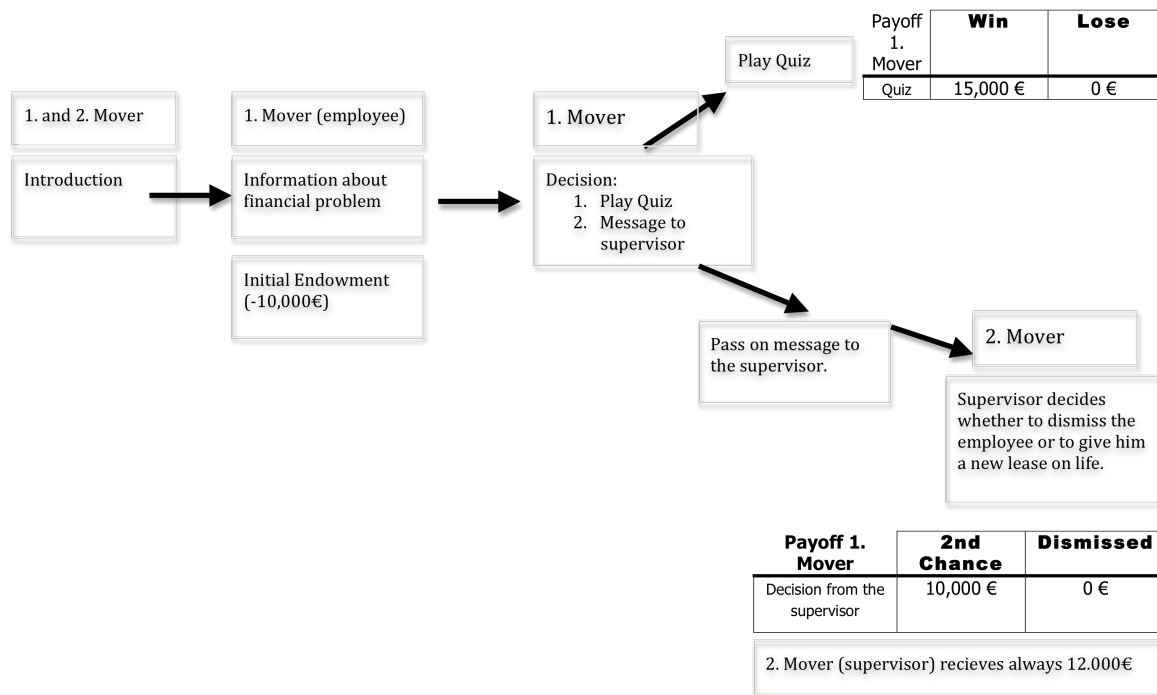 1. and 2. Mover
Introduction
1. Mover (employee)
Information about
financial problem
Initial Endowment
(-10,000€)
1. Mover
Decision:
1. Play Quiz
2. Message to
supervisor
Play Quiz
Payoff
1.
Mover
Win
Lose
Quiz
15,000 €
0 €
Pass on message to
the supervisor.
2. Mover
Supervisor decides
whether to dismiss the
employee or to give him
a new lease on life.
Payoff 1.
Mover
2nd
Chance
Dismissed
Decision from the
supervisor
10,000 €
0 €
2. Mover (supervisor) recieves always 12.000€